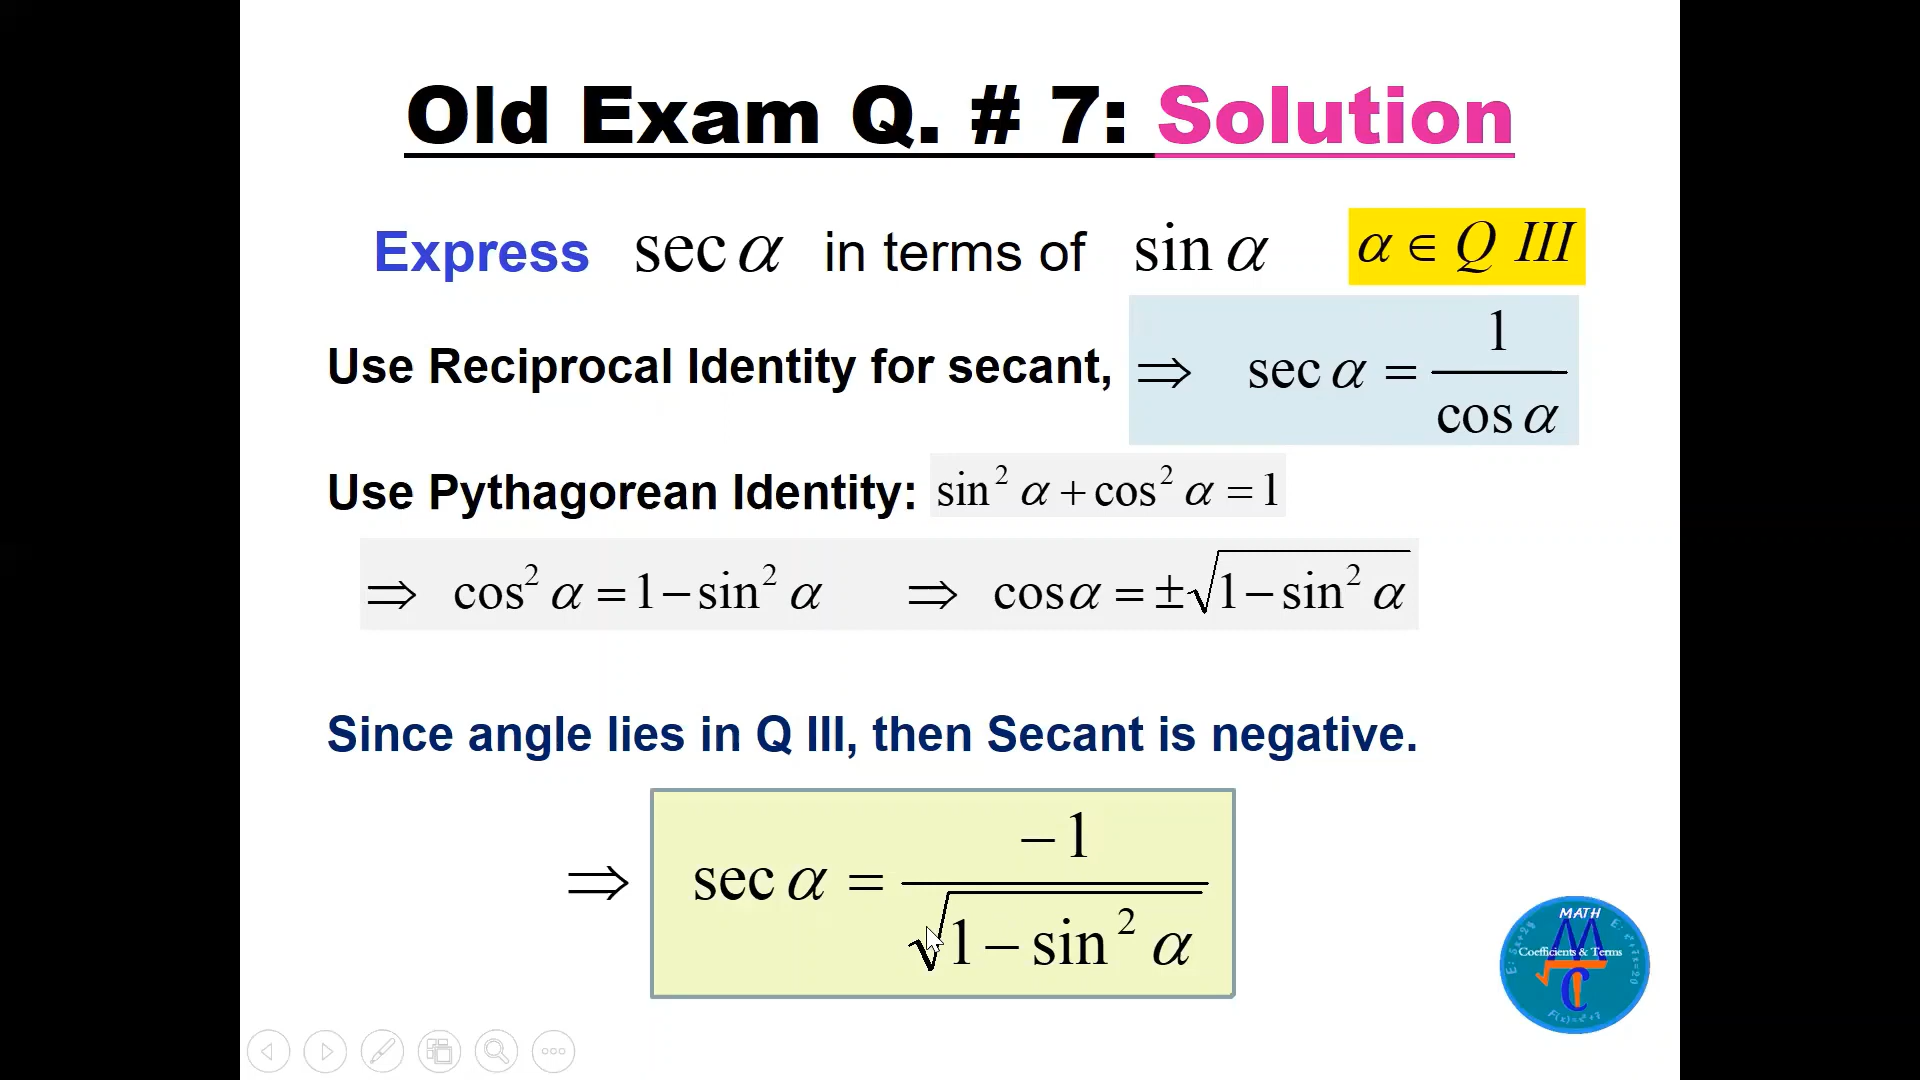 Old Exam Q. # 7: Solution
Express sec α in terms of sin α α ∈ Q III
Use Reciprocal Identity for secant, ⇒ sec α = 1 / cos α
Use Pythagorean Identity: sin² α + cos² α = 1
⇒ cos² α = 1 − sin² α ⇒ cos α = ±√(1 − sin² α)
Since angle lies in Q III, then Secant is negative.
⇒ sec α = −1 / √(1 − sin² α)
MATH
Coefficients & Terms